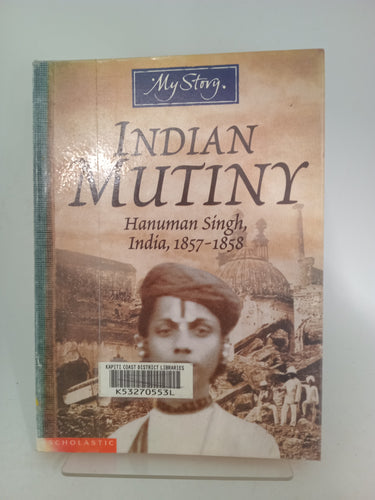 My Story.
INDIAN
MUTINY
Hanuman Singh,
India, 1857-1858
KAPITI COAST DISTRICT LIBRARIES
K53270553L
SCHOLASTIC